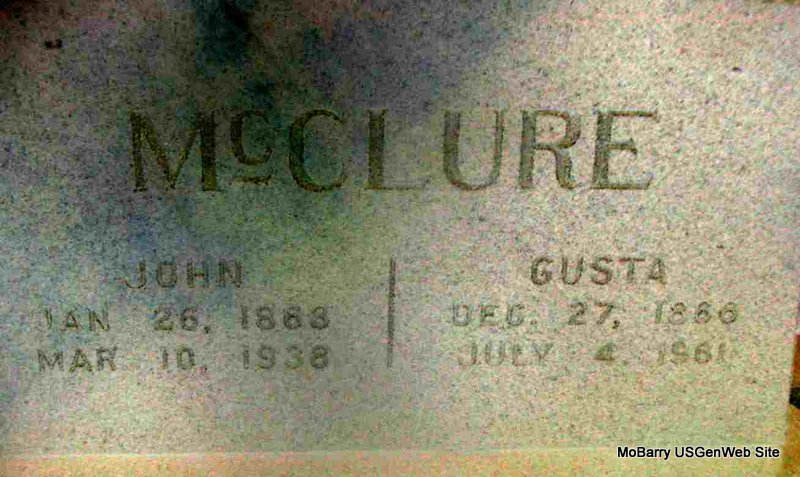 McCLURE
JOHN
JAN 26, 1868
MAR 10, 1938
GUSTA
DEC. 27, 1866
JULY 4, 1961
MoBarry USGenWeb Site